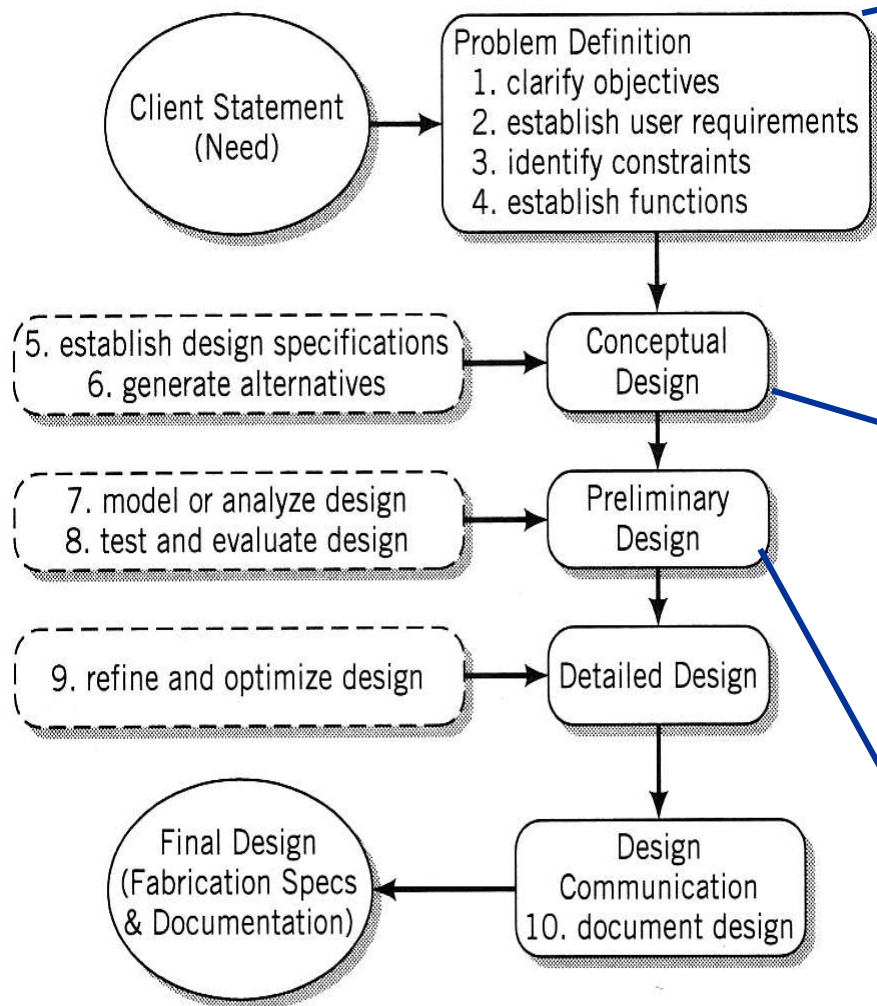 Client Statement
(Need)
Problem Definition
1. clarify objectives
2. establish user requirements
3. identify constraints
4. establish functions
5. establish design specifications
6. generate alternatives
Conceptual
Design
7. model or analyze design
8. test and evaluate design
Preliminary
Design
9. refine and optimize design
Detailed Design
Design
Communication
10. document design
Final Design
(Fabrication Specs
& Documentation)